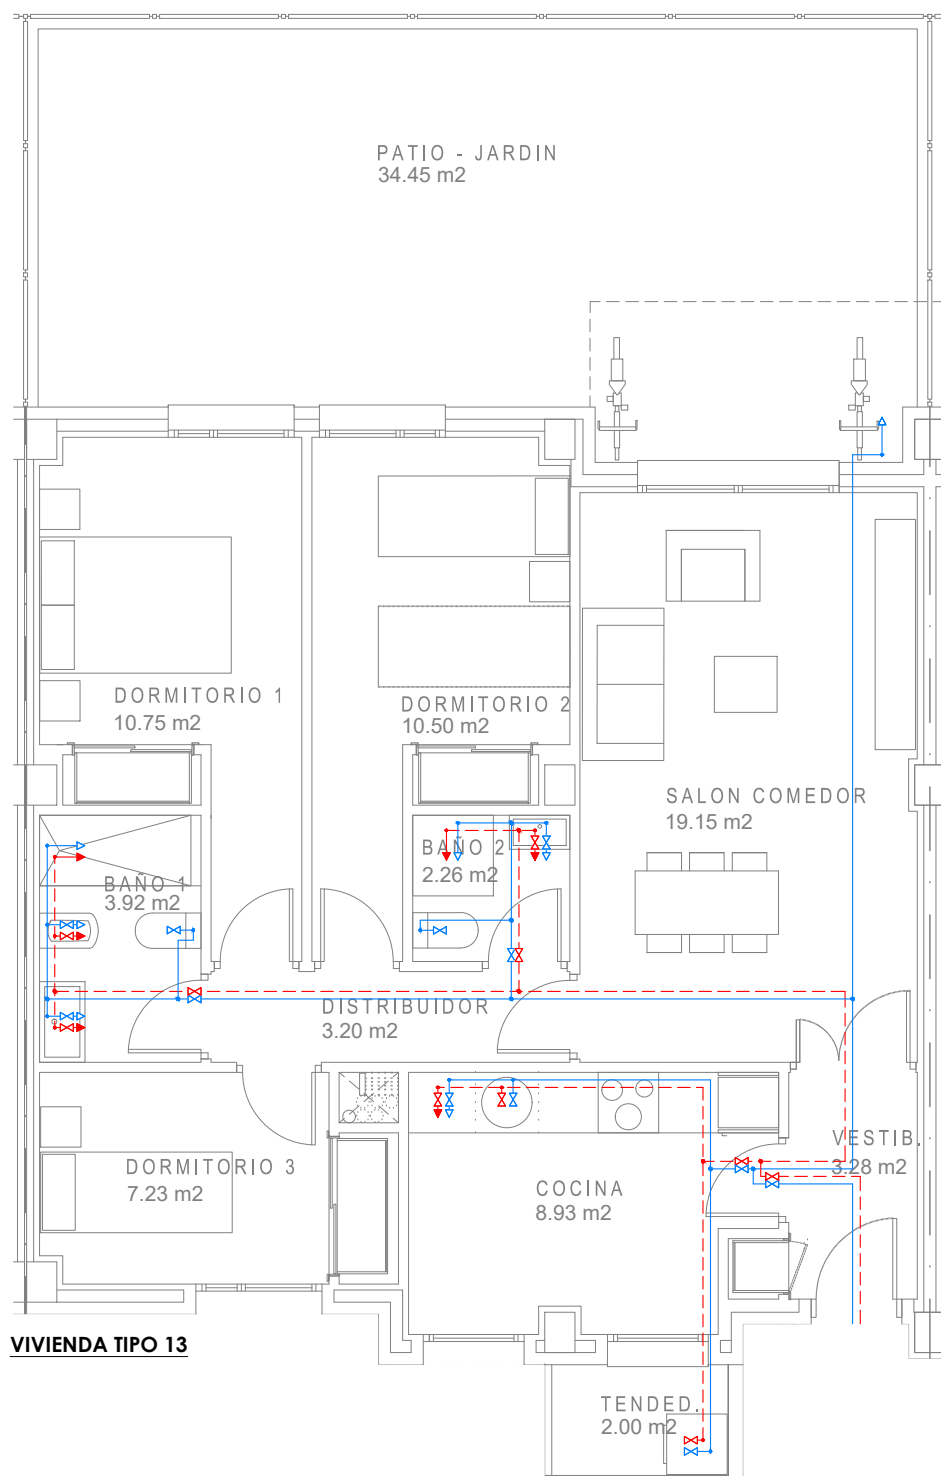 PATIO - JARDIN
34.45 m2
DORMITORIO 1
10.75 m2
DORMITORIO 2
10.50 m2
SALON COMEDOR
19.15 m2
BAÑO 1
3.92 m2
BAÑO 2
2.26 m2
DISTRIBUIDOR
3.20 m2
VESTIB.
3.28 m2
DORMITORIO 3
7.23 m2
COCINA
8.93 m2
VIVIENDA TIPO 13
TENDED.
2.00 m2